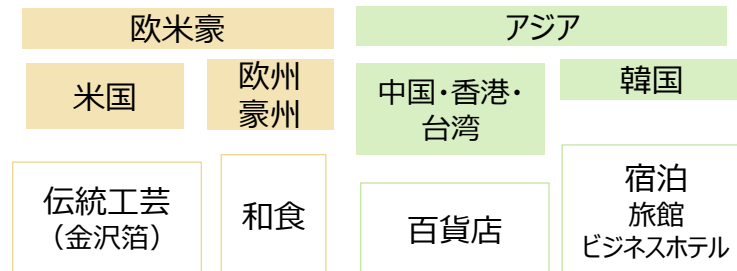 欧米豪
アジア
米国
欧州
豪州
中国・香港・
台湾
韓国
伝統工芸
（金沢箔）
和食
百貨店
宿泊
旅館
ビジネスホテル